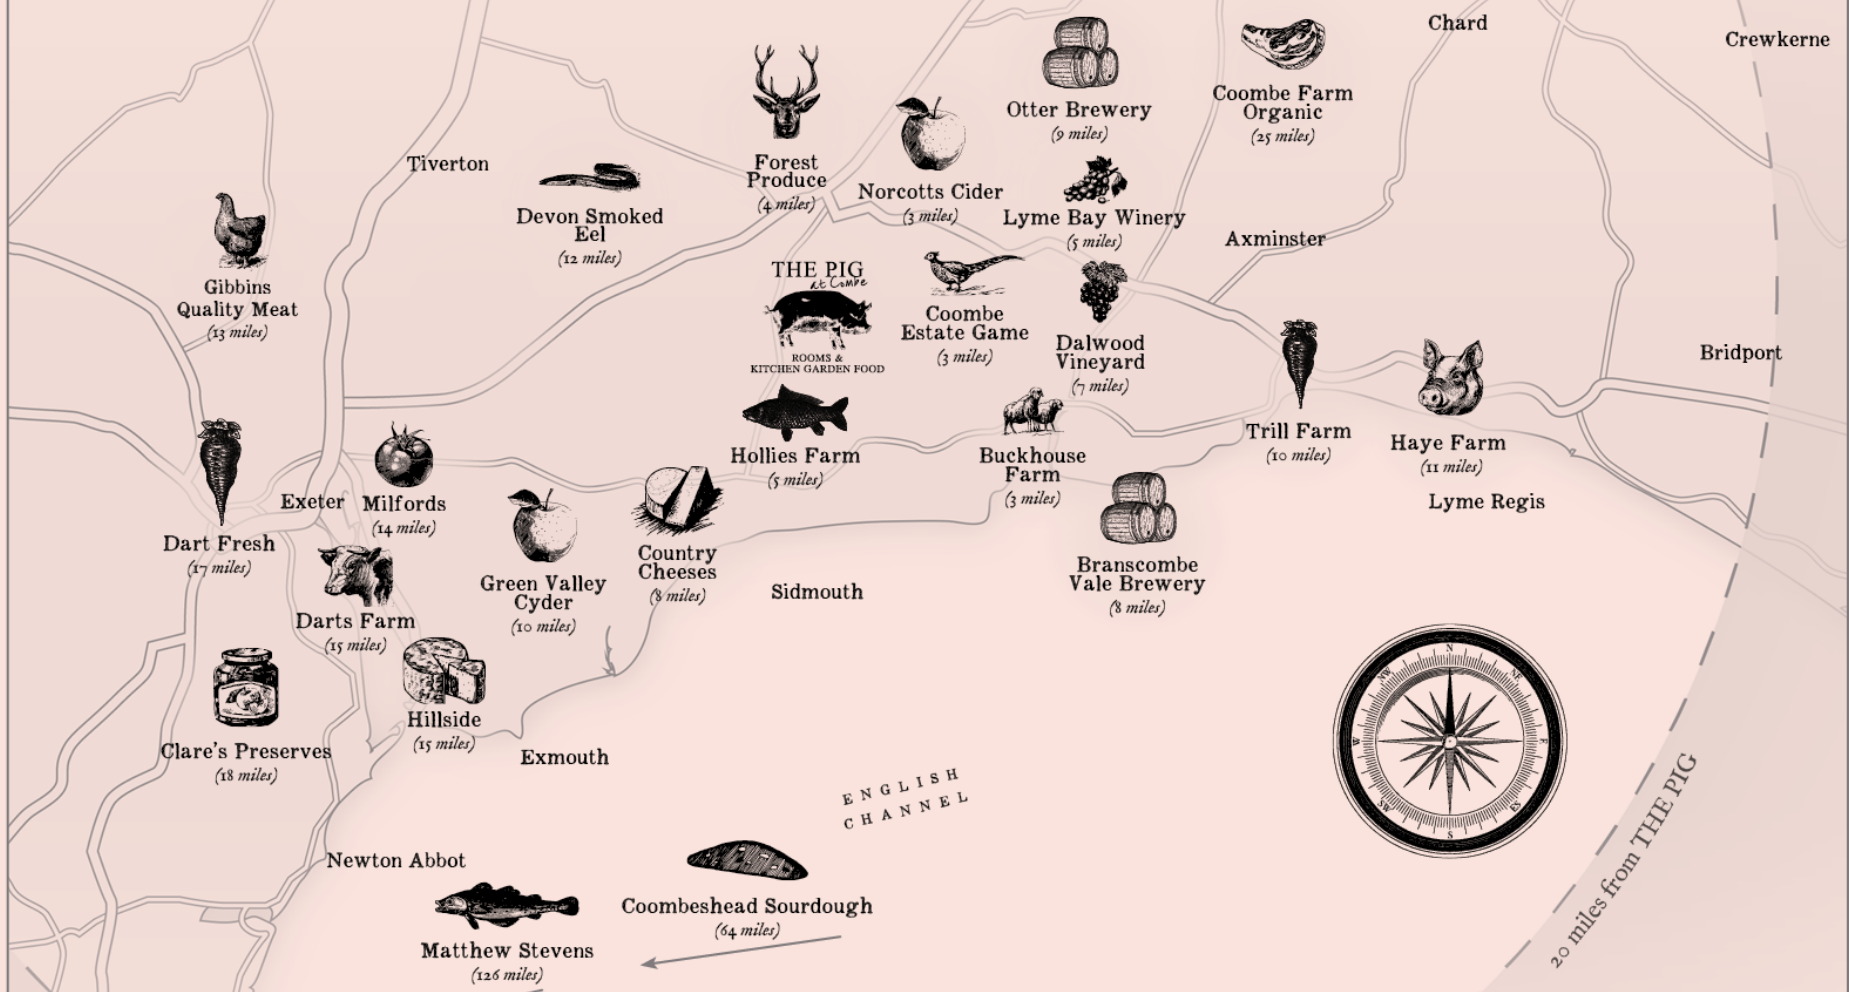 Chard
Crewkerne
Otter Brewery
(9 miles)
Coombe Farm
Organic
(25 miles)
Tiverton
Forest
Produce
(4 miles)
Norcotts Cider
(3 miles)
Devon Smoked
Eel
(12 miles)
Lyme Bay Winery
(5 miles)
Axminster
Gibbins
Quality Meat
(13 miles)
THE PIG
at Combe
ROOMS &
KITCHEN GARDEN FOOD
Coombe
Estate Game
(3 miles)
Dalwood
Vineyard
(7 miles)
Bridport
Hollies Farm
(5 miles)
Buckhouse
Farm
(3 miles)
Trill Farm
(10 miles)
Haye Farm
(11 miles)
Lyme Regis
Exeter
Milfords
(14 miles)
Dart Fresh
(17 miles)
Country
Cheeses
(8 miles)
Green Valley
Cyder
(10 miles)
Sidmouth
Branscombe
Vale Brewery
(8 miles)
Darts Farm
(15 miles)
Hillside
(15 miles)
Clare's Preserves
(18 miles)
Exmouth
N
NE
E
ES
S
SW
W
NW
ENGLISH
CHANNEL
20 miles from THE PIG
Newton Abbot
Coombeshead Sourdough
(64 miles)
Matthew Stevens
(126 miles)